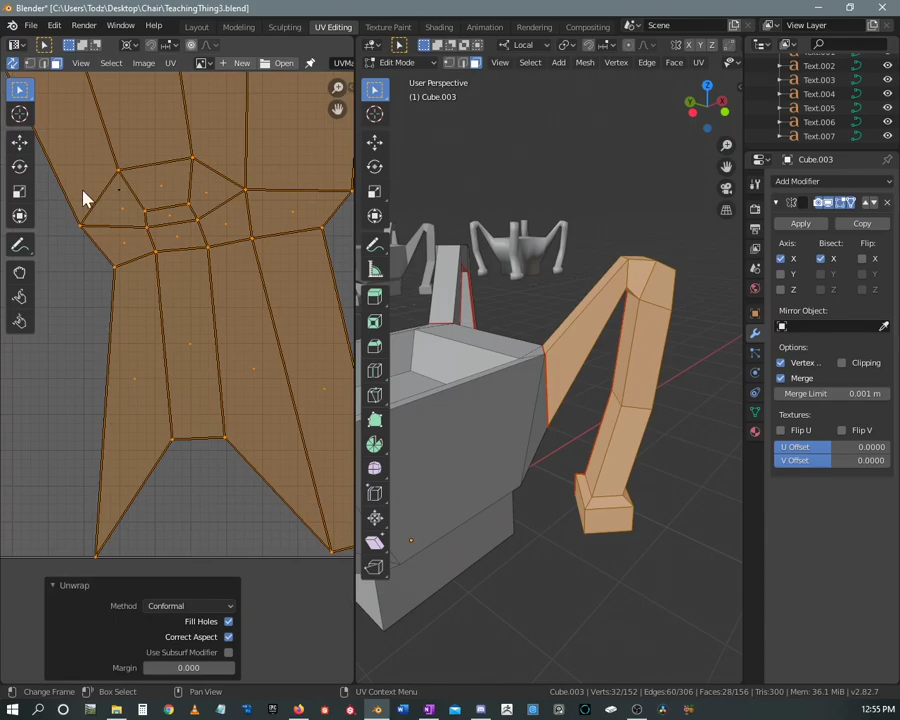 Blender* [C:\Users\Todz\Desktop\Chair\TeachingThing3.blend]
File Edit Render Window Help Layout Modeling Sculpting UV Editing Texture Paint Shading Animation Rendering Compositing Scene View Layer
Local X Y Z
View Select Image UV New Open UVMa Edit Mode View Select Add Mesh Vertex Edge Face UV
User Perspective
(1) Cube.003
Z
Y X
Text.002
Text.003
Text.004
Text.005
Text.006
Text.007
Cube.003
Add Modifier
Apply Copy
Axis: Bisect: Flip:
X X X
Y Y Y
Z Z Z
Mirror Object:
Options:
Vertex .. Clipping
Merge
Merge Limit 0.001 m
Textures:
Flip U Flip V
U Offset 0.0000
V Offset 0.0000
Unwrap
Method Conformal
Fill Holes
Correct Aspect
Use Subsurf Modifier
Margin 0.000
Change Frame Box Select Pan View UV Context Menu Cube.003 | Verts:32/152 | Edges:60/306 | Faces:28/156 | Tris:300 | Mem: 36.1 MiB | v2.82.7
12:55 PM